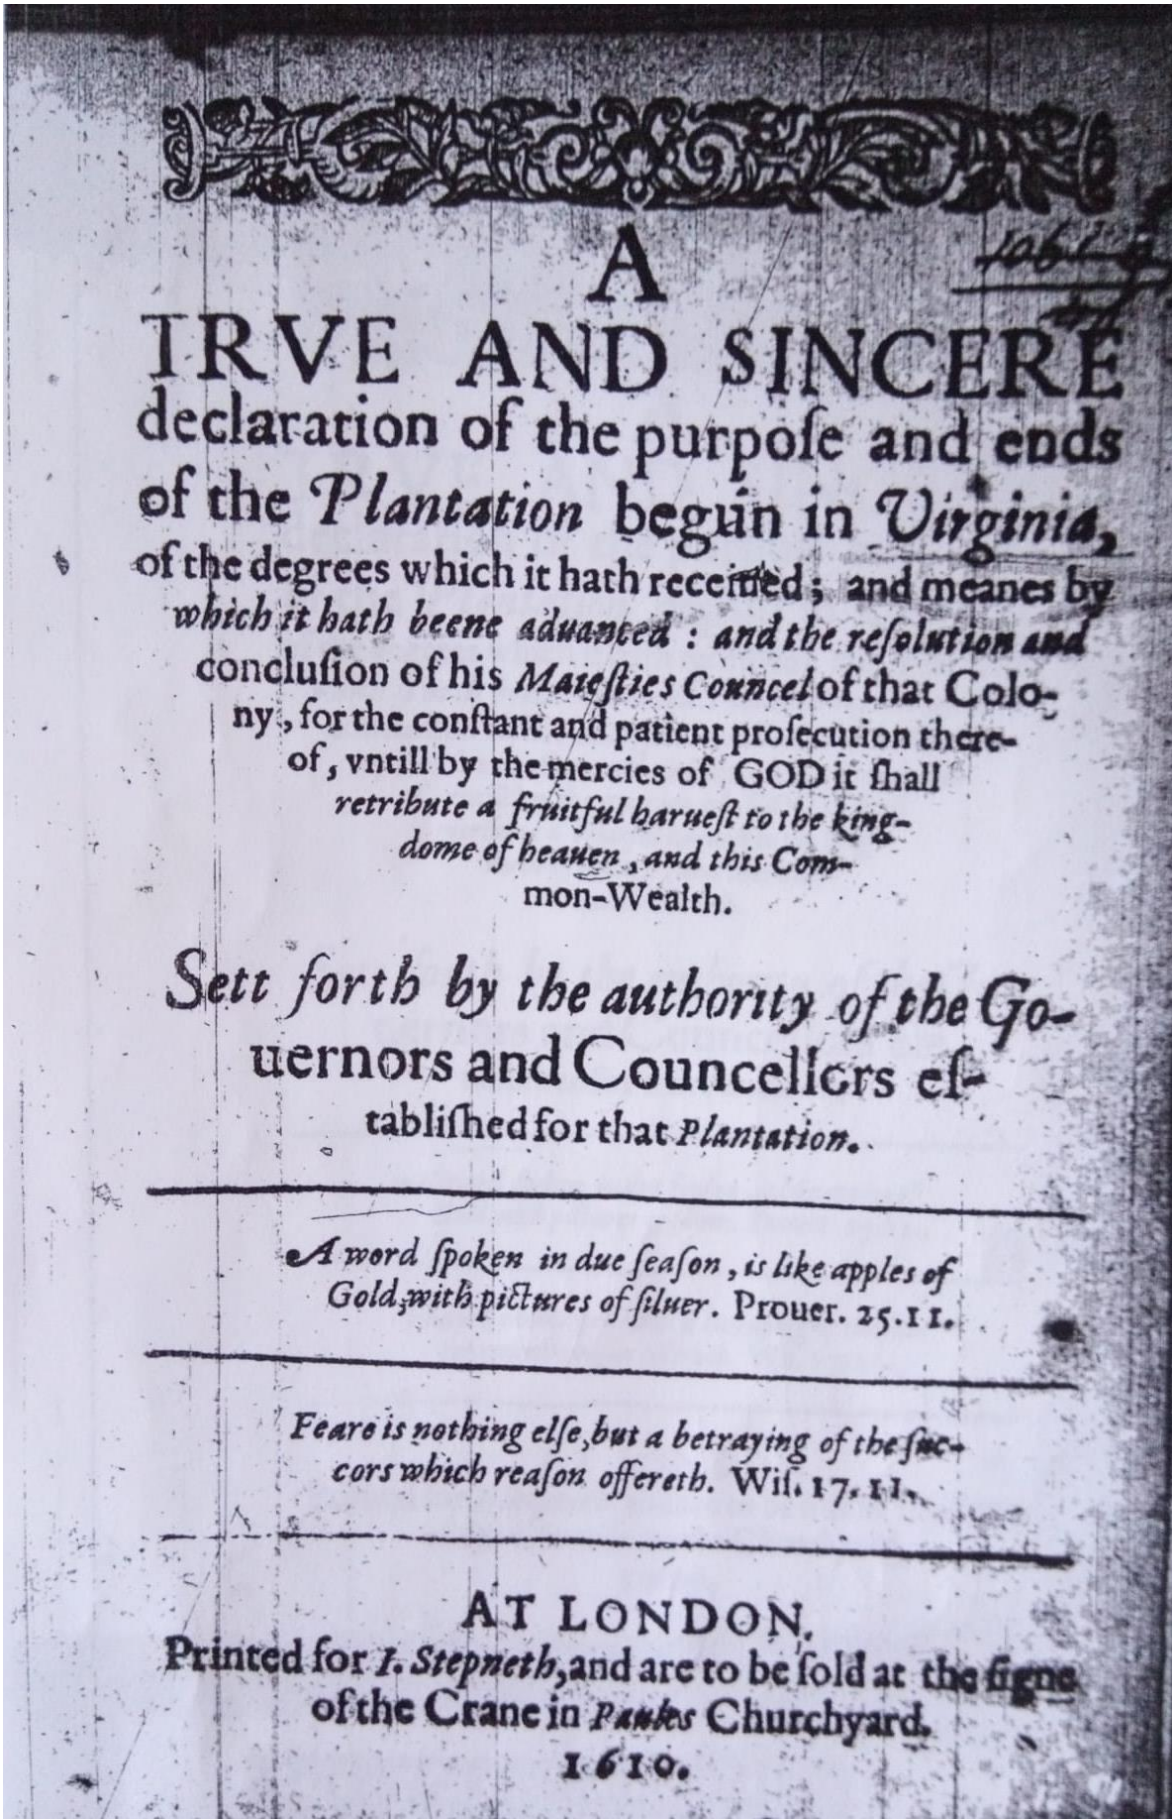 A
TRVE AND SINCERE
declaration of the purpoſe and ends
of the Plantation begun in Virginia,
of the degrees which it hath receiued; and meanes by
which it hath beene aduanced: and the reſolution and
concluſion of his Maieſties Councel of that Colo-
ny, for the conſtant and patient proſecution there-
of, vntill by the mercies of GOD it ſhall
retribute a fruitful harueſt to the king-
dome of heauen, and this Com-
mon-Wealth.
Sett forth by the authority of the Go-
uernors and Councellors eſ-
tabliſhed for that Plantation.
A word ſpoken in due ſeaſon, is like apples of
Gold, with pictures of ſiluer. Prouer. 25.11.
Feare is nothing elſe, but a betraying of the ſuc-
cors which reaſon offereth. Wiſ. 17.11.
AT LONDON,
Printed for I. Stepneth, and are to be ſold at the ſigne
of the Crane in Paules Churchyard.
1610.